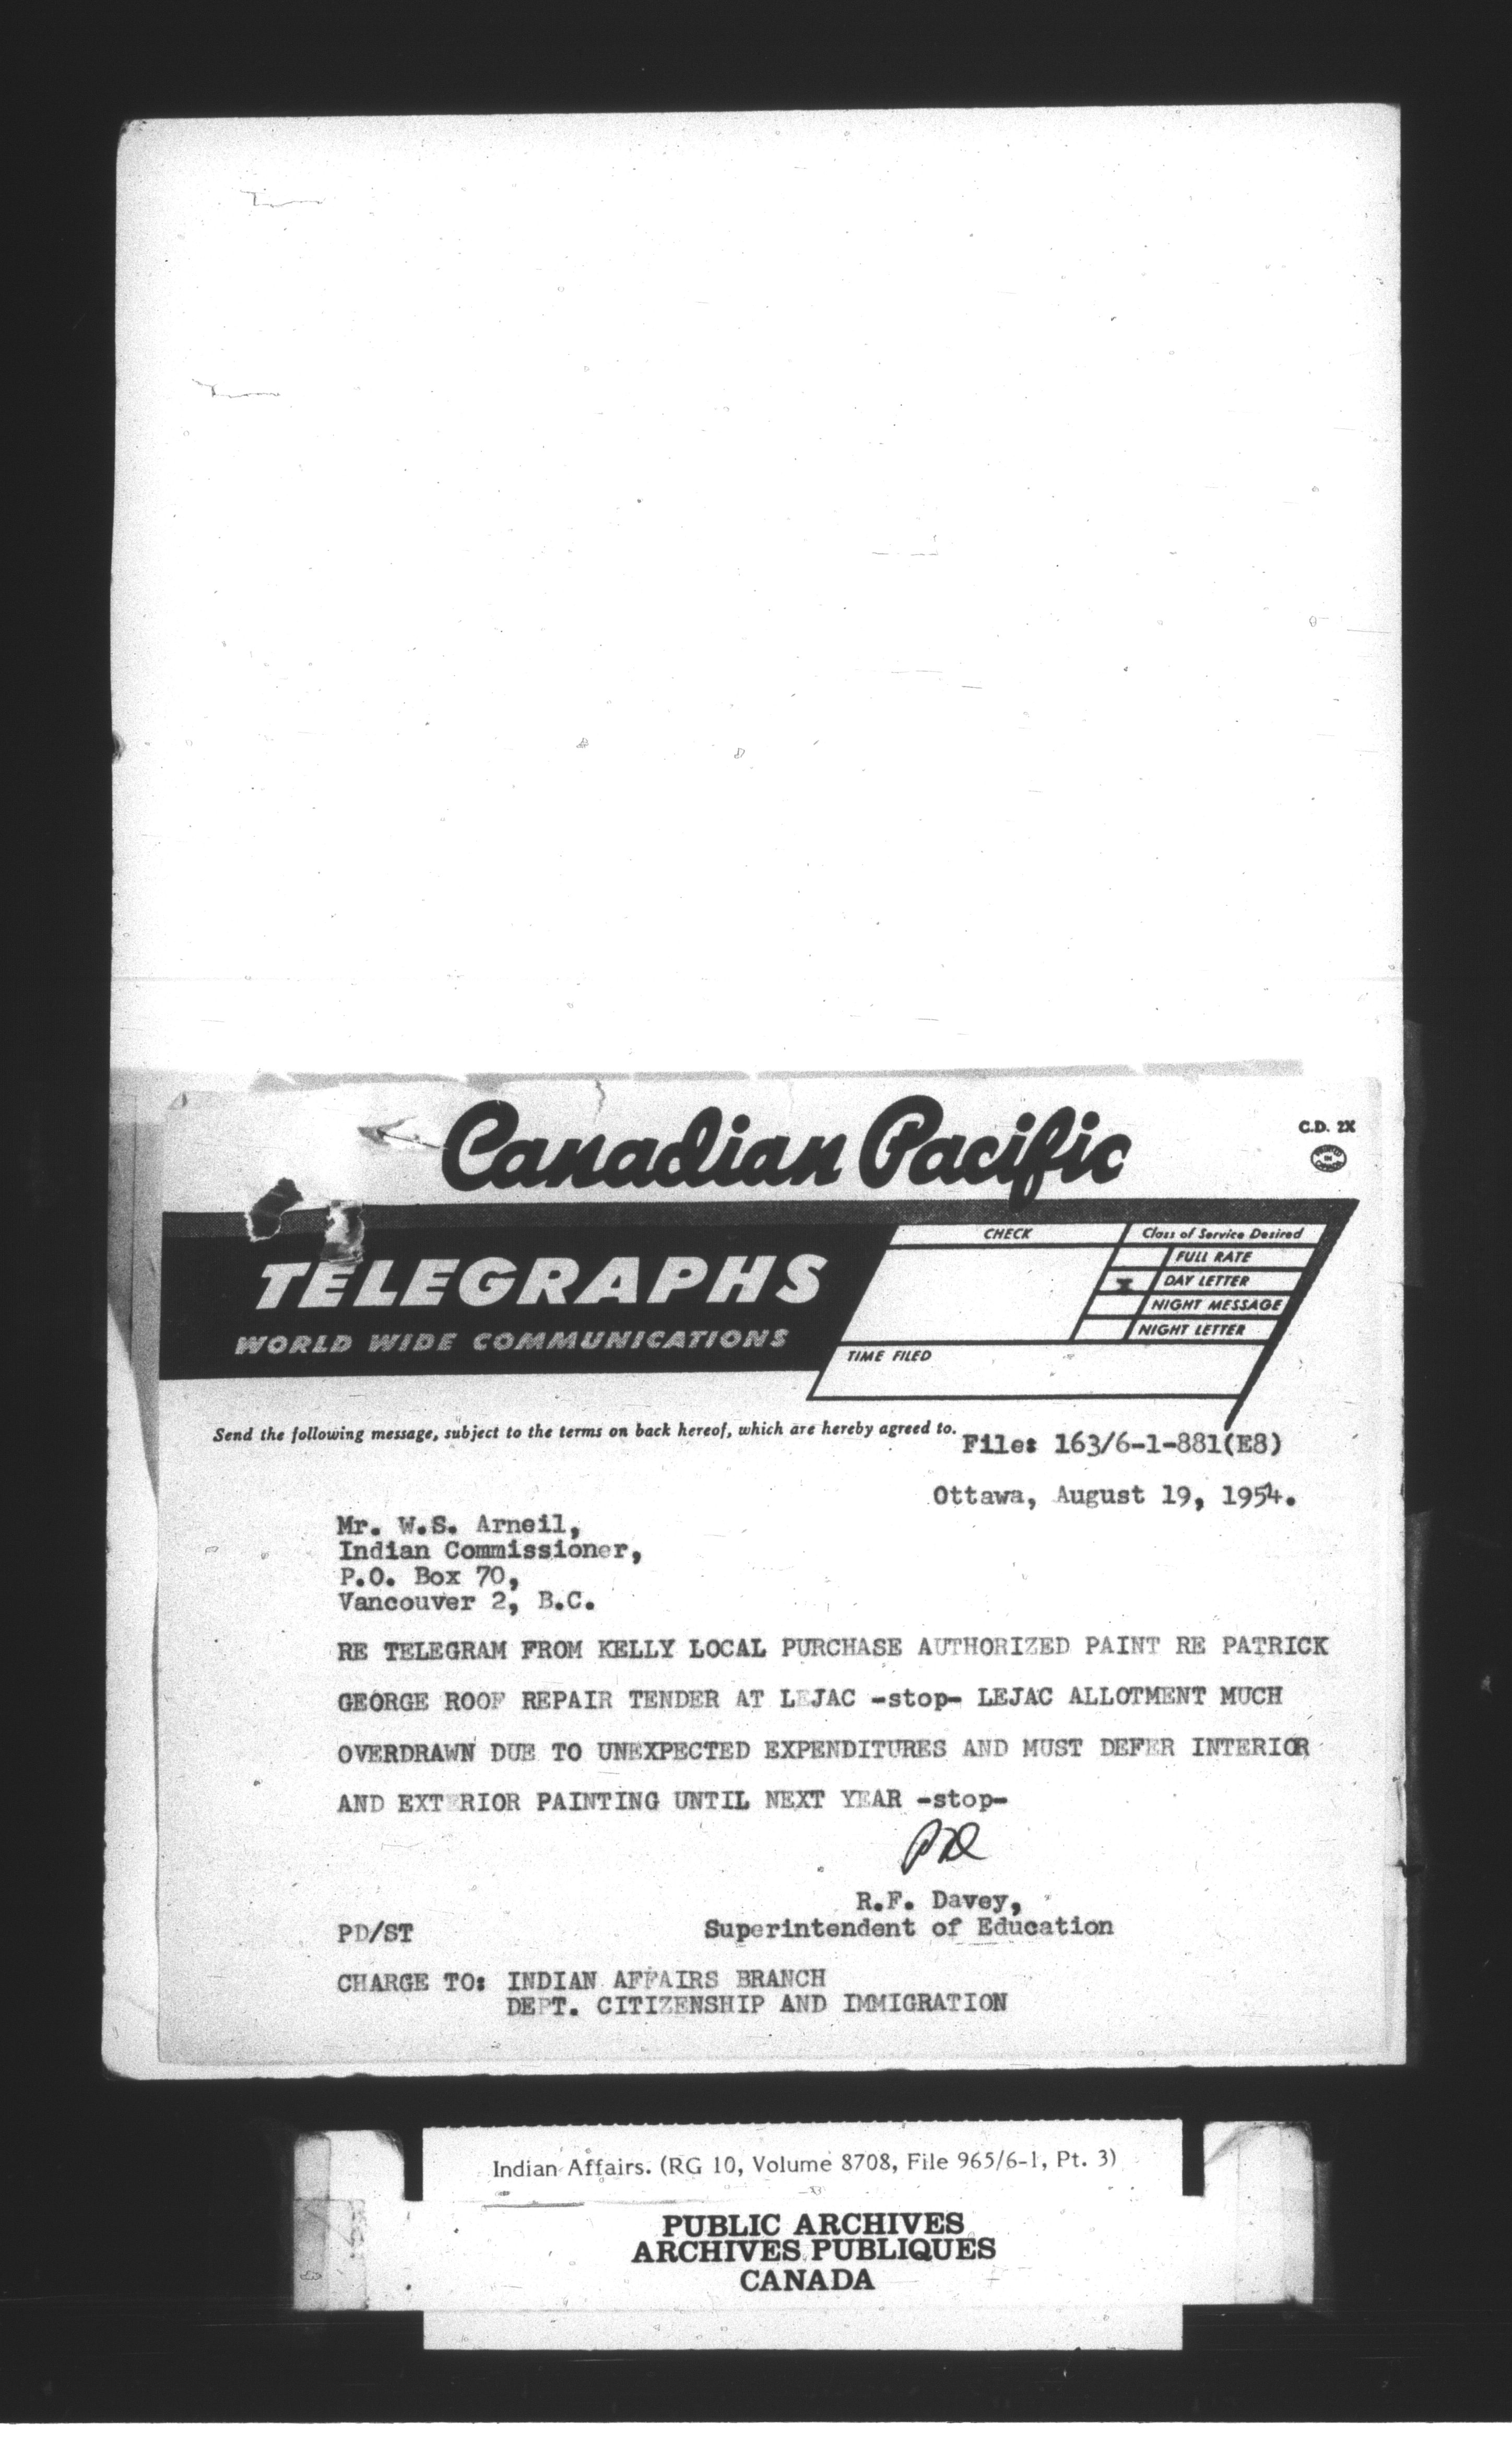 Canadian Pacific
C.D. 2X
TELEGRAPHS
WORLD WIDE COMMUNICATIONS
CHECK
Class of Service Desired
FULL RATE
x DAY LETTER
NIGHT MESSAGE
NIGHT LETTER
TIME FILED
Send the following message, subject to the terms on back hereof, which are hereby agreed to.
File: 163/6-1-881(E8)
Ottawa, August 19, 1954.
Mr. W.S. Arneil,
Indian Commissioner,
P.O. Box 70,
Vancouver 2, B.C.
RE TELEGRAM FROM KELLY LOCAL PURCHASE AUTHORIZED PAINT RE PATRICK
GEORGE ROOF REPAIR TENDER AT LEJAC -stop- LEJAC ALLOTMENT MUCH
OVERDRAWN DUE TO UNEXPECTED EXPENDITURES AND MUST DEFER INTERIOR
AND EXTERIOR PAINTING UNTIL NEXT YEAR -stop-
R.F. Davey,
Superintendent of Education
PD/ST
CHARGE TO: INDIAN AFFAIRS BRANCH
DEPT. CITIZENSHIP AND IMMIGRATION
Indian Affairs. (RG 10, Volume 8708, File 965/6-1, Pt. 3)
PUBLIC ARCHIVES
ARCHIVES PUBLIQUES
CANADA